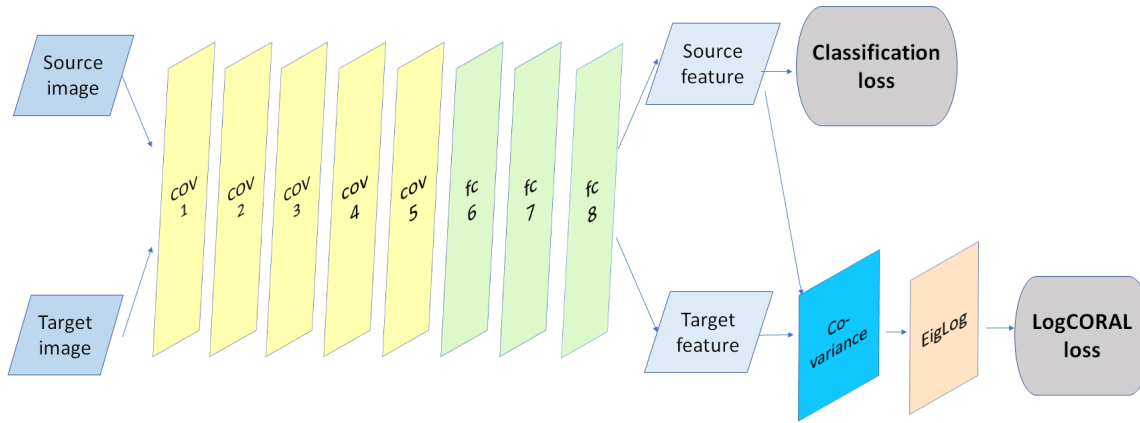 Source
image
Target
image
cov
1
cov
2
cov
3
cov
4
cov
5
fc
6
fc
7
fc
8
Source
feature
Target
feature
Classification
loss
Co-
variance
EigLog
LogCORAL
loss